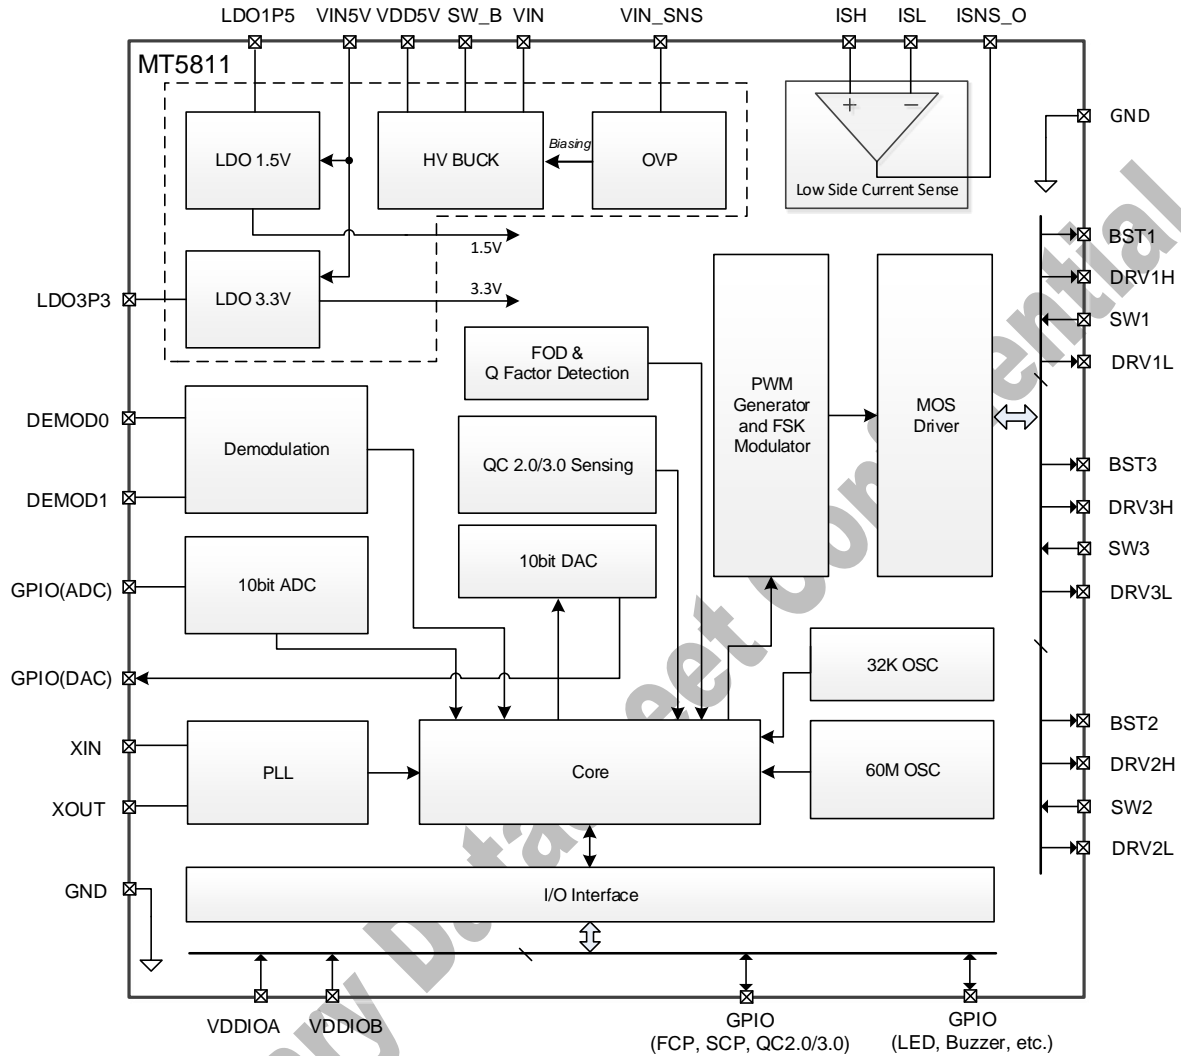 LDO1P5 VIN5V VDD5V SW_B VIN VIN_SNS ISH ISL ISNS_O
MT5811
LDO 1.5V
HV BUCK
Biasing
OVP
+ −
Low Side Current Sense
GND
1.5V
BST1
LDO3P3
LDO 3.3V
3.3V
DRV1H
SW1
DRV1L
FOD &
Q Factor Detection
PWM
Generator
and FSK
Modulator
MOS
Driver
DEMOD0
DEMOD1
Demodulation
QC 2.0/3.0 Sensing
BST3
DRV3H
SW3
DRV3L
GPIO(ADC)
10bit ADC
10bit DAC
GPIO(DAC)
32K OSC
XIN
XOUT
PLL
Core
60M OSC
BST2
DRV2H
SW2
DRV2L
GND
I/O Interface
VDDIOA VDDIOB
GPIO
(FCP, SCP, QC2.0/3.0)
GPIO
(LED, Buzzer, etc.)